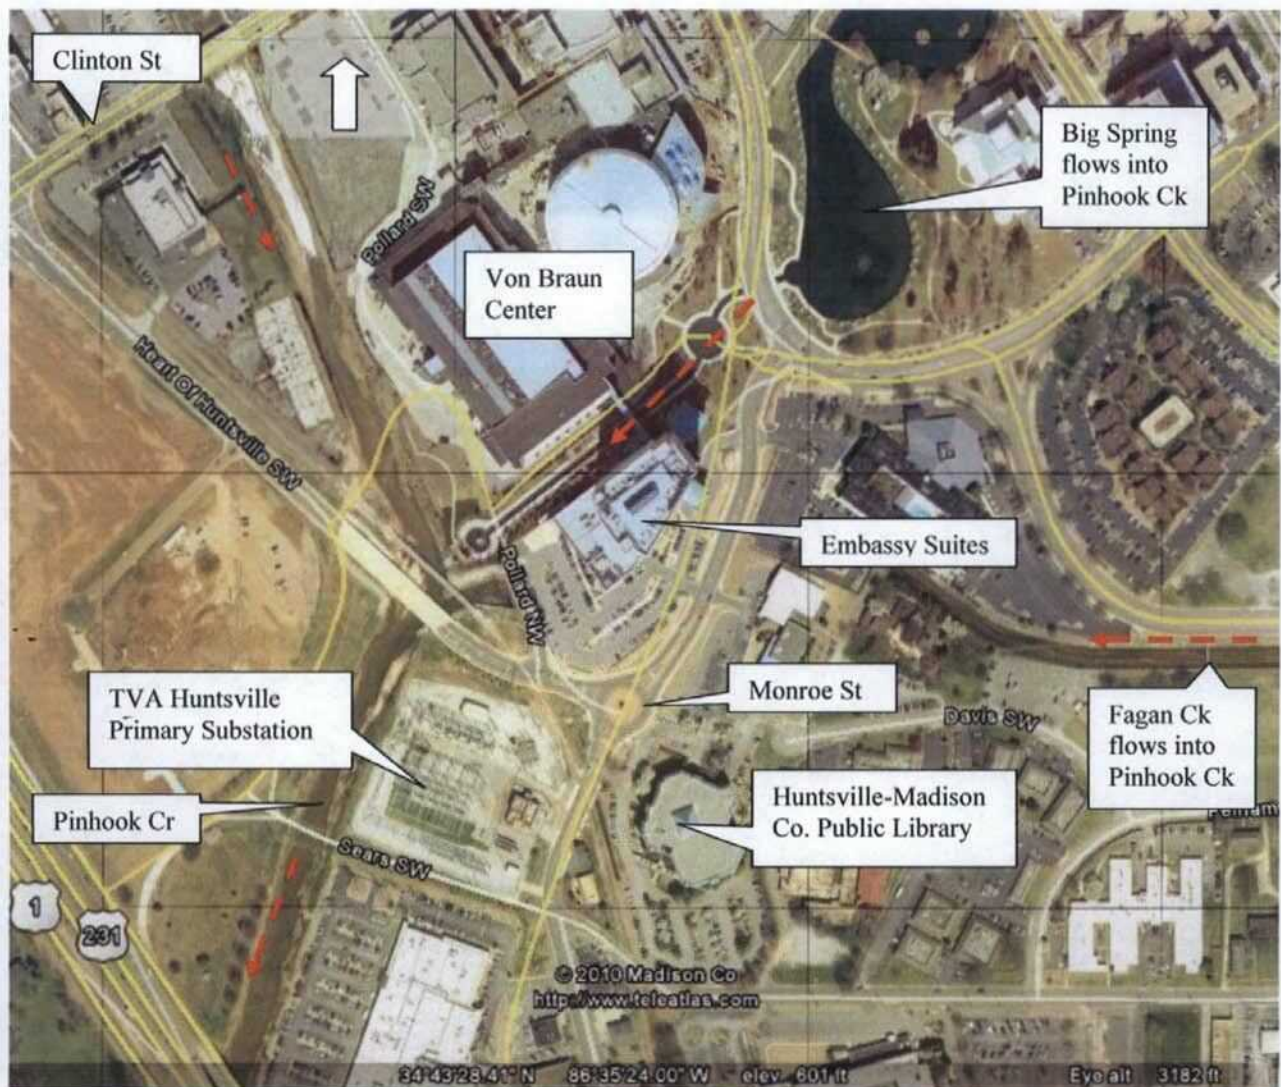 Clinton St
Big Spring
flows into
Pinhook Ck
Pollard SW
Von Braun
Center
Heart Of Huntsville SW
Embassy Suites
Pollard NW
TVA Huntsville
Primary Substation
Monroe St
Davis SW
Fagan Ck
flows into
Pinhook Ck
Huntsville-Madison
Co. Public Library
Pelham
Pinhook Cr
Sears SW
1
231
© 2010 Madison Co
http://www.teleatlas.com
34°43'28.41" N 86°35'24.00" W elev 601 ft Eye alt 3182 ft